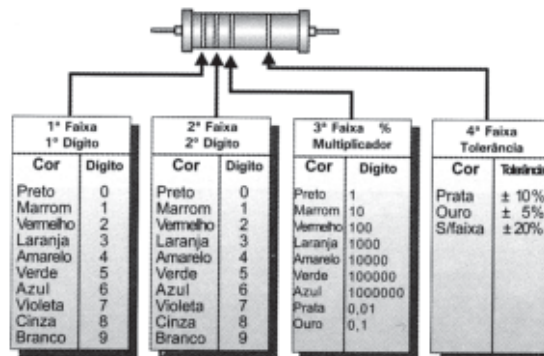 1ª Faixa
1º Dígito
Cor Dígito
Preto 0
Marrom 1
Vermelho 2
Laranja 3
Amarelo 4
Verde 5
Azul 6
Violeta 7
Cinza 8
Branco 9
2ª Faixa
2º Dígito
Cor Dígito
Preto 0
Marrom 1
Vermelho 2
Laranja 3
Amarelo 4
Verde 5
Azul 6
Violeta 7
Cinza 8
Branco 9
3ª Faixa %
Multiplicador
Cor Dígito
Preto 1
Marrom 10
Vermelho 100
Laranja 1000
Amarelo 10000
Verde 100000
Azul 1000000
Prata 0,01
Ouro 0,1
4ª Faixa
Tolerância
Cor Tolerância
Prata ± 10%
Ouro ± 5%
S/faixa ±20%